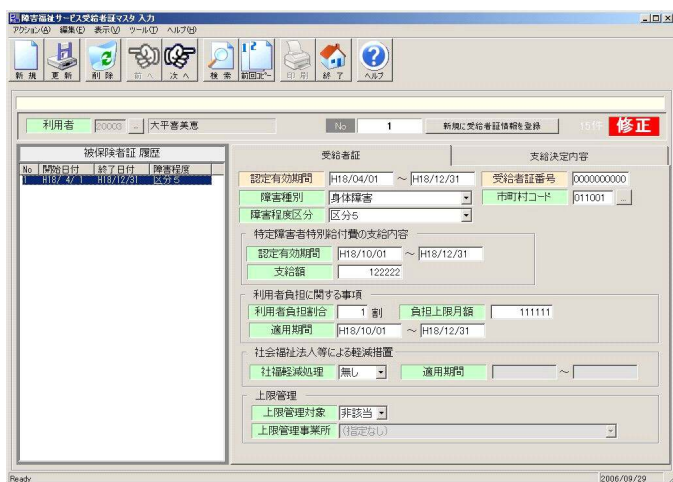 障害福祉サービス受給者証マスタ 入力
アクション(A) 編集(E) 表示(V) ツール(T) ヘルプ(H)
新規 更新 削除 前へ 次へ 検索 前回コピー 印刷 終了 ヘルプ
利用者 20003 ... 大平喜美恵 No 1 新規に受給者証情報を登録 151件 修正
被保険者証 履歴
No 開始日付 終了日付 障害程度
1 H18/ 4/ 1 H18/12/31 区分5
受給者証 支給決定内容
認定有効期間 H18/04/01 ～ H18/12/31 受給者証番号 0000000000
障害種別 身体障害 市町村コード 011001 ...
障害程度区分 区分5
特定障害者特別給付費の支給内容
認定有効期間 H18/10/01 ～ H18/12/31
支給額 122222
利用者負担に関する事項
利用者負担割合 1 割 負担上限月額 111111
適用期間 H18/10/01 ～ H18/12/31
社会福祉法人等による軽減措置
社福軽減処理 無し 適用期間 ～
上限管理
上限管理対象 非該当
上限管理事業所 (指定なし)
Ready 2006/09/29